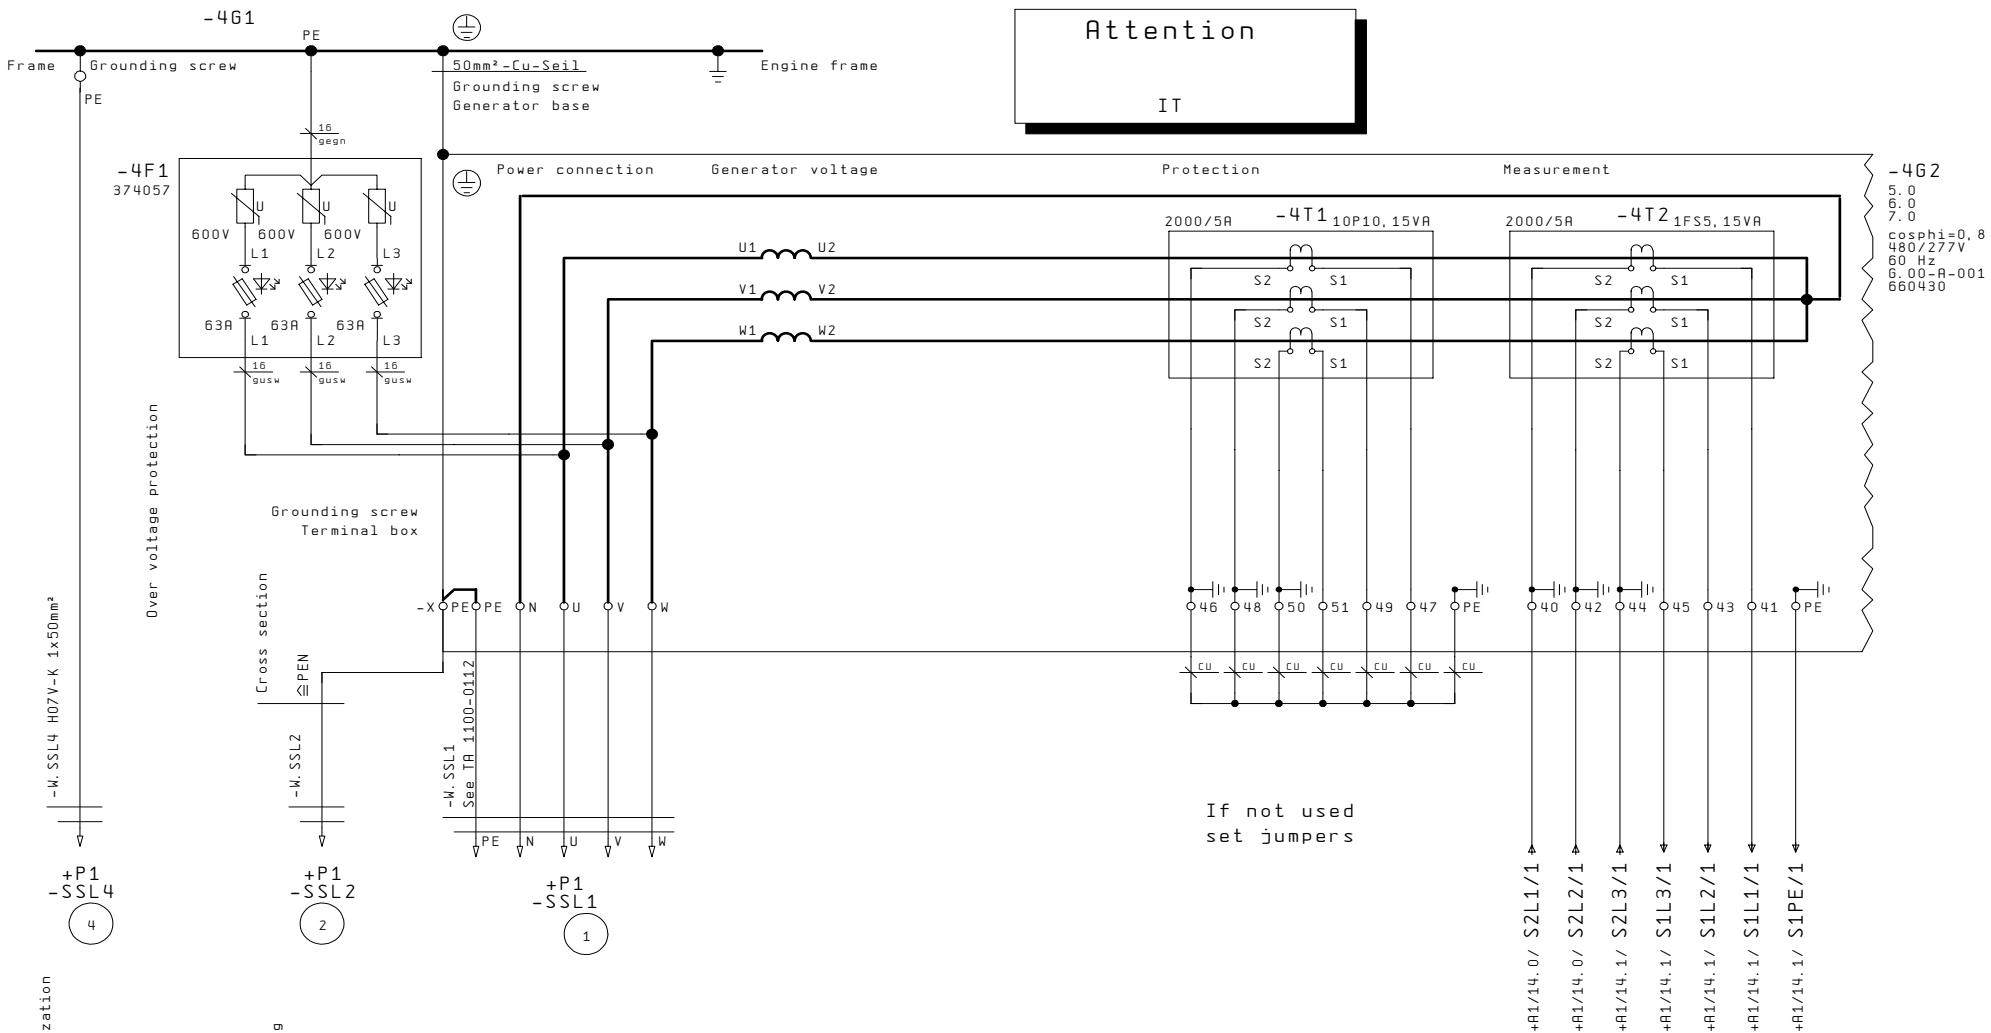 -4G1
Attention
IT
PE
Frame
Grounding screw
PE
50mm²-Cu-Seil
Grounding screw
Generator base
Engine frame
16
gegn
-4F1
374057
U
U
U
600V
600V
600V
L1
L2
L3
63A
63A
63A
L1
L2
L3
16
gusw
16
gusw
16
gusw
Over voltage protection
Power connection
Generator voltage
Protection
Measurement
-4G2
5.0
6.0
7.0
cosphi=0,8
480/277V
60 Hz
G.00-A-001
660430
2000/5A
-4T1
10P10,15VA
2000/5A
-4T2
1FS5,15VA
U1
U2
V1
V2
W1
W2
S2
S1
S2
S1
S2
S1
S2
S1
S2
S1
S2
S1
Grounding screw
Terminal box
-X
PE
PE
N
U
V
W
46
48
50
51
49
47
PE
40
42
44
45
43
41
PE
CU
CU
CU
CU
CU
CU
CU
Cross section
≙PEN
-W.SSL4 H07V-K 1x50mm²
-W.SSL2
-W.SSL1
See TA 1100-0112
PE
N
U
V
W
If not used
set jumpers
+P1
-SSL4
4
+P1
-SSL2
2
+P1
-SSL1
1
+A1/14.0/ S2L1/1
+A1/14.0/ S2L2/1
+A1/14.1/ S2L3/1
+A1/14.1/ S1L3/1
+A1/14.1/ S1L2/1
+A1/14.1/ S1L1/1
+A1/14.1/ S1PE/1
zation
g